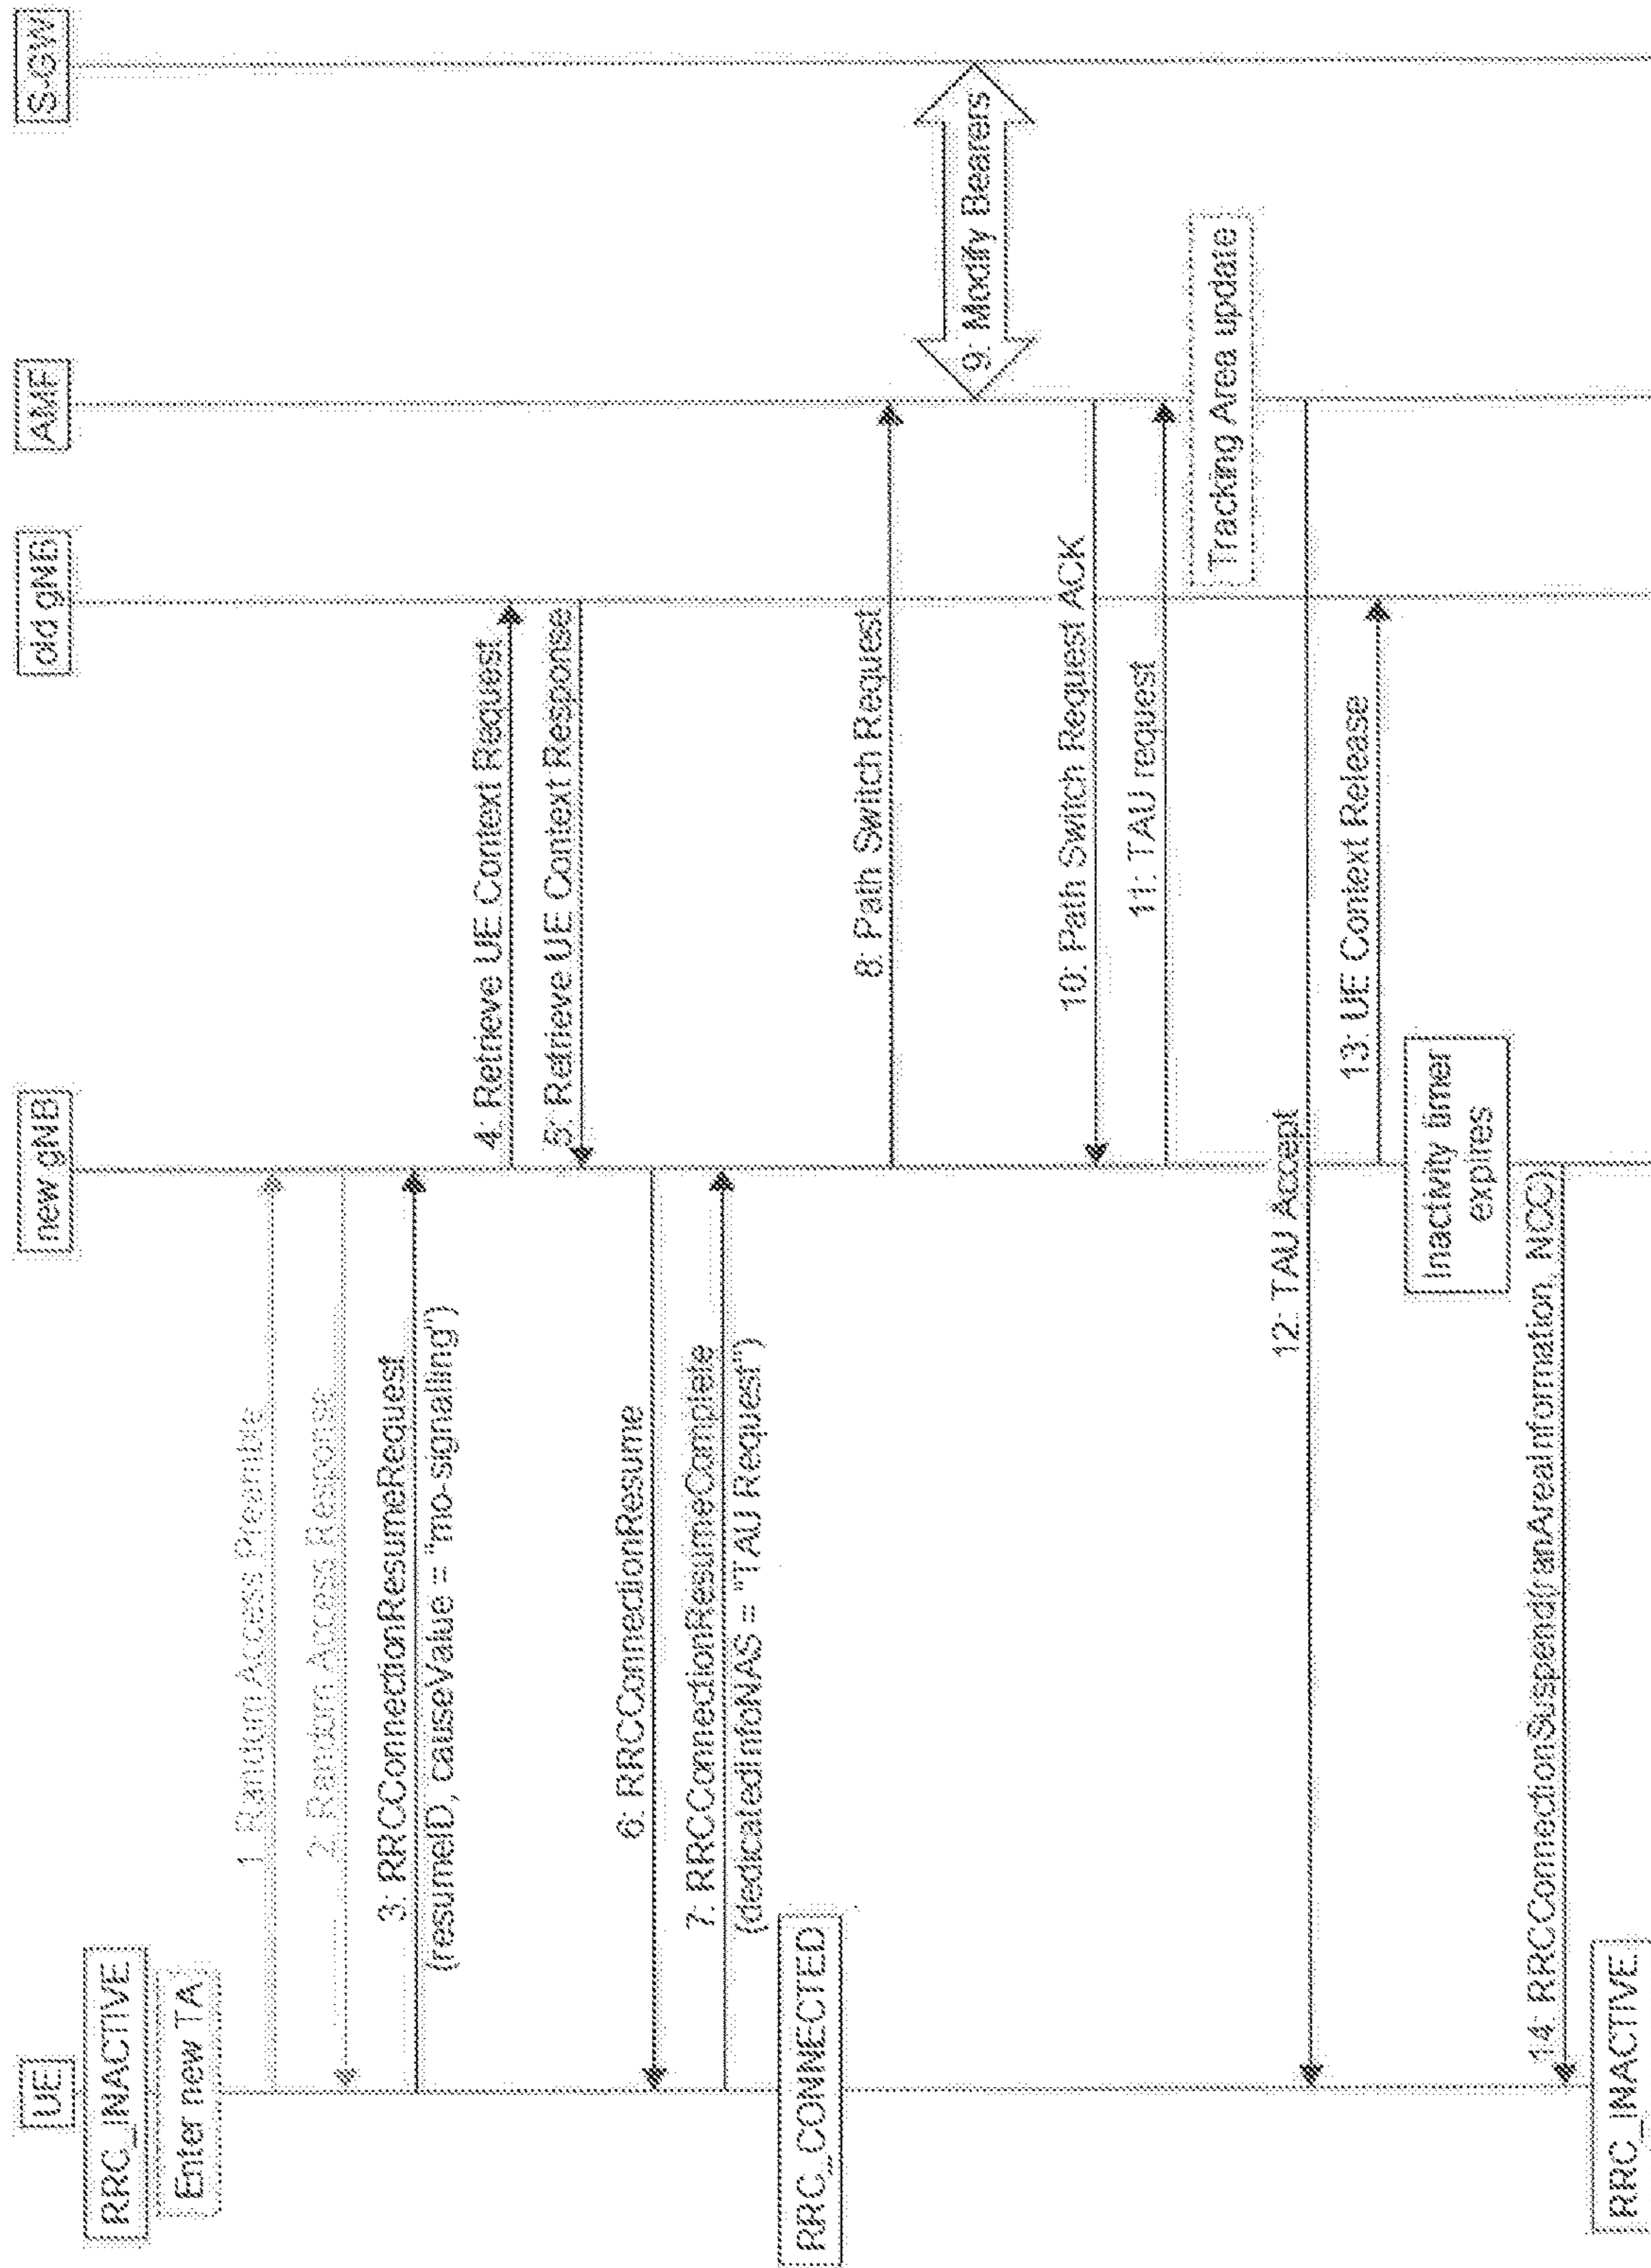 UE
new gNB
old gNB
AMF
S-GW
RRC_INACTIVE
Enter new TA
1: Random Access Preamble
2: Random Access Response
3: RRCConnectionResumeRequest
(resumeID, causeValue = "mo-signaling")
4: Retrieve UE Context Request
5: Retrieve UE Context Response
6: RRCConnectionResume
7: RRCConnectionResumeComplete
(dedicatedInfoNAS = "TAU Request")
RRC_CONNECTED
8: Path Switch Request
9: Modify Bearers
10: Path Switch Request ACK
11: TAU request
Tracking Area update
12: TAU Accept
13: UE Context Release
Inactivity timer
expires
14: RRCConnectionSuspend(ranAreaInformation, NCC)
RRC_INACTIVE